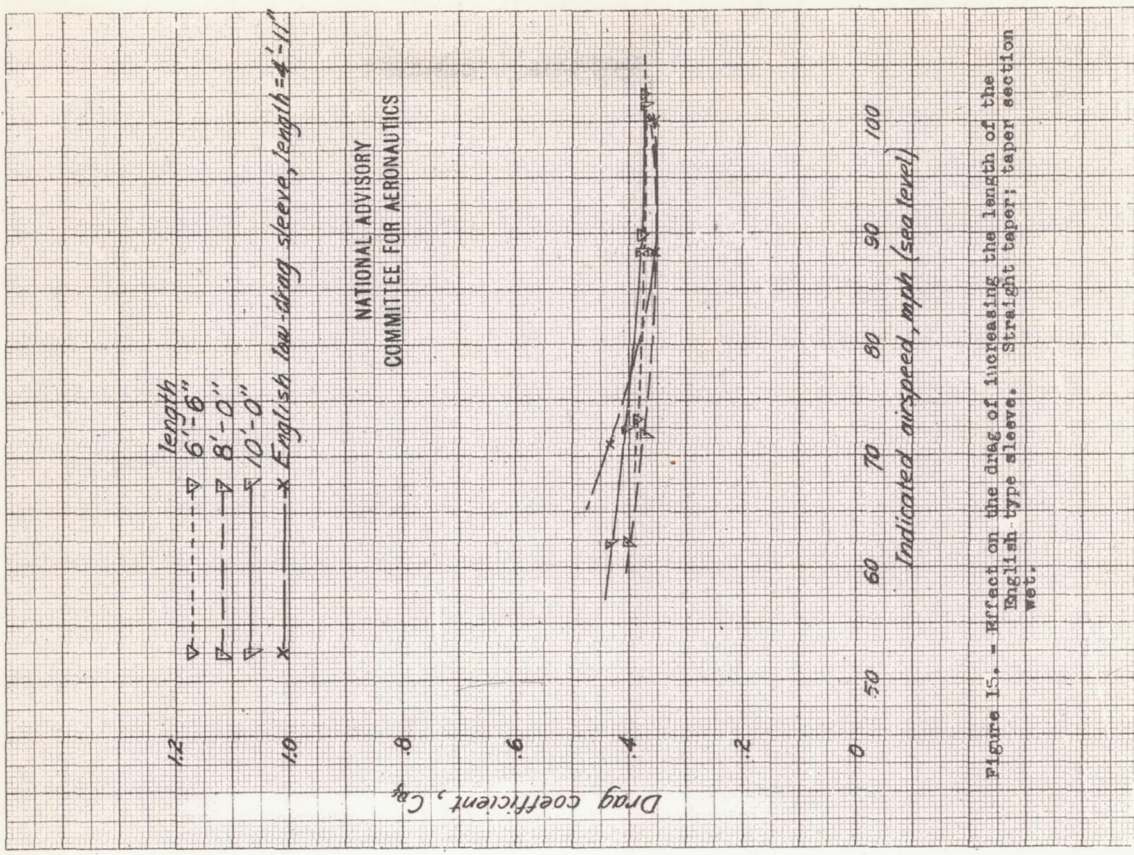 length
6'-6"
8'-0"
10'-0"
English low-drag sleeve, length=4'-11"
NATIONAL ADVISORY
COMMITTEE FOR AERONAUTICS
1.2
1.0
.8
.6
.4
.2
0
Drag coefficient,
50 60 70 80 90 100
Indicated airspeed, mph (sea level)
Figure 15. - Effect on the drag of increasing the length of the
English-type sleeve. Straight taper; taper section
wet.